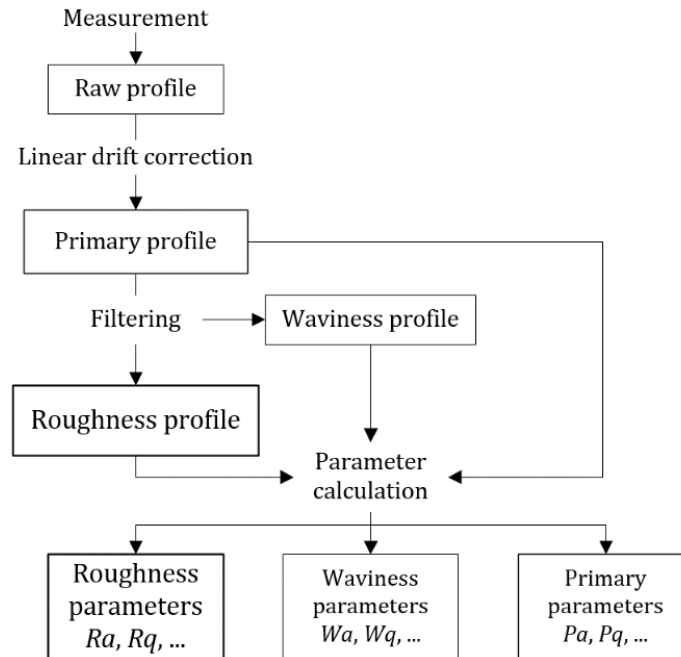 Measurement
Raw profile
Linear drift correction
Primary profile
Filtering
Waviness profile
Roughness profile
Parameter
calculation
Roughness
parameters
Ra, Rq, ...
Waviness
parameters
Wa, Wq, ...
Primary
parameters
Pa, Pq, ...